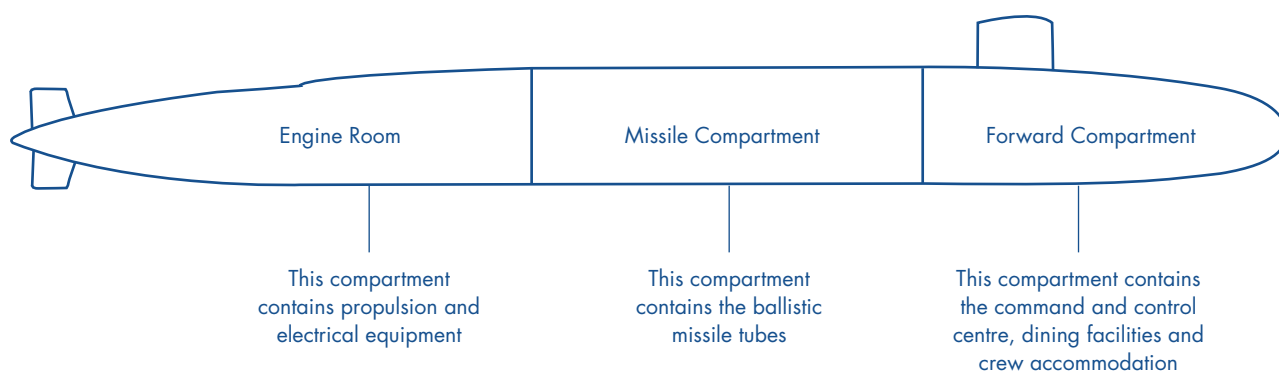 Engine Room
Missile Compartment
Forward Compartment
This compartment
contains propulsion and
electrical equipment
This compartment
contains the ballistic
missile tubes
This compartment contains
the command and control
centre, dining facilities and
crew accommodation